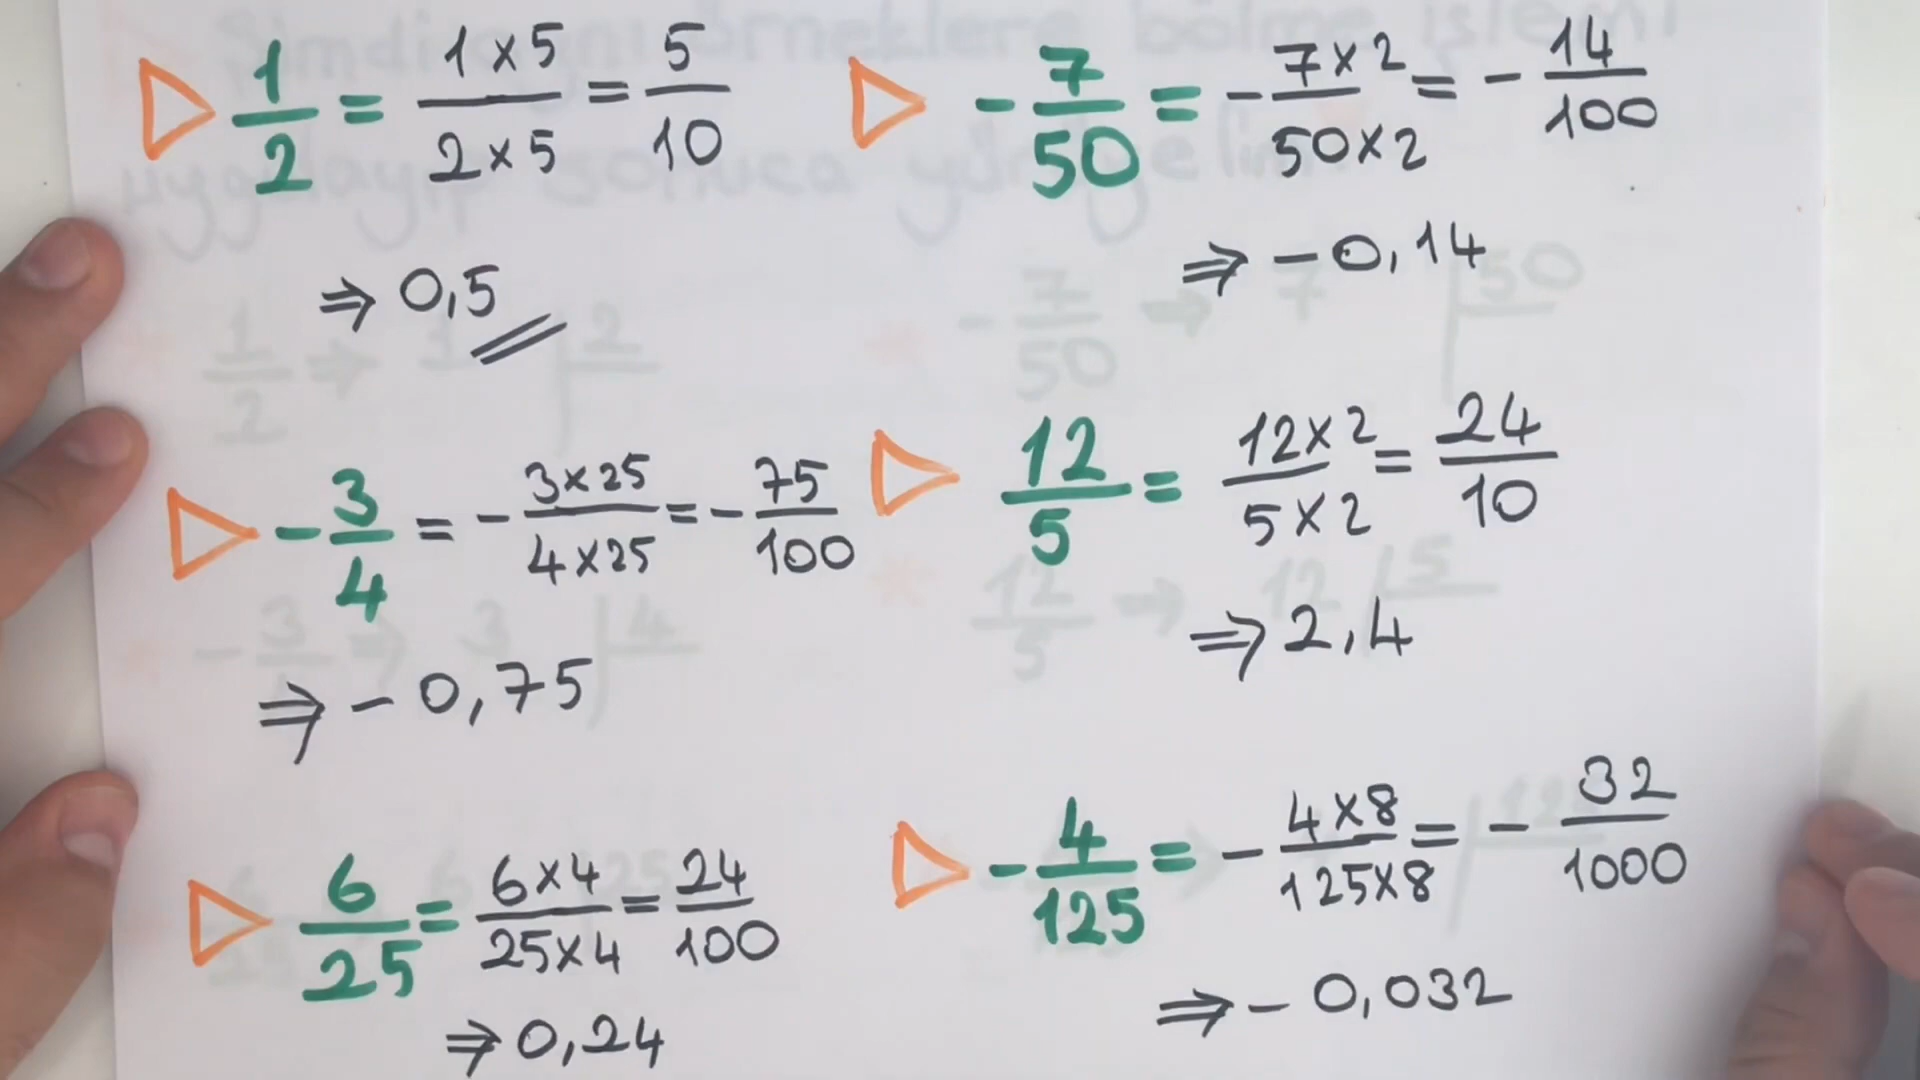 1/2 = 1 x 5 / 2 x 5 = 5/10
⇒ 0,5
- 3/4 = - 3 x 25 / 4 x 25 = - 75/100
⇒ - 0,75
6/25 = 6 x 4 / 25 x 4 = 24/100
⇒ 0,24
- 7/50 = - 7 x 2 / 50 x 2 = - 14/100
⇒ - 0,14
12/5 = 12 x 2 / 5 x 2 = 24/10
⇒ 2,4
- 4/125 = - 4 x 8 / 125 x 8 = - 32/1000
⇒ - 0,032